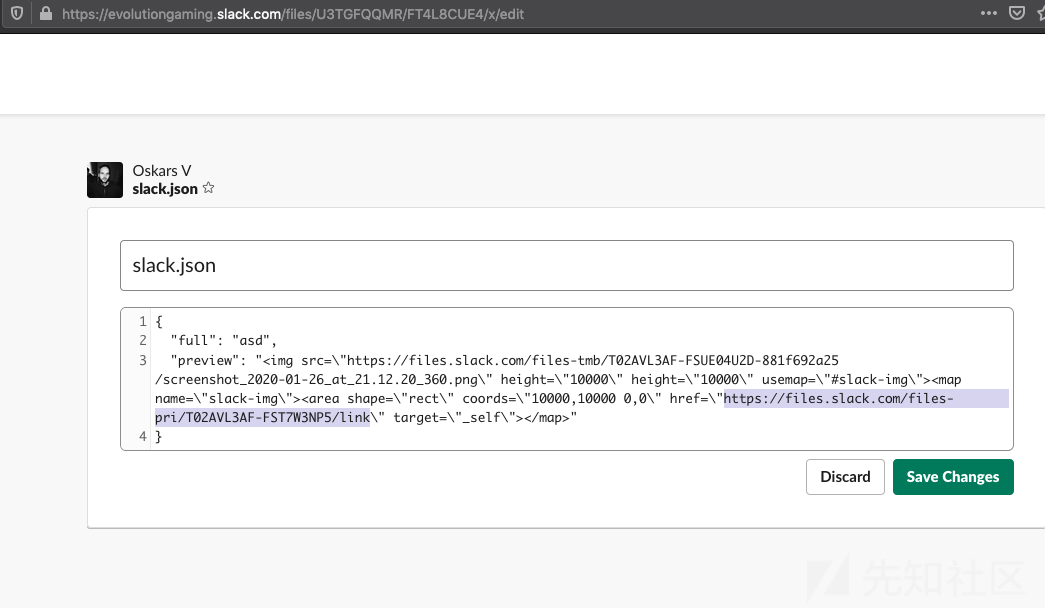 https://evolutiongaming.slack.com/files/U3TGFQQMR/FT4L8CUE4/x/edit
Oskars V
slack.json
slack.json
1 {
2 "full": "asd",
3 "preview": "<img src=\"https://files.slack.com/files-tmb/T02AVL3AF-FSUE04U2D-881f692a25
/screenshot_2020-01-26_at_21.12.20_360.png\" height=\"10000\" height=\"10000\" usemap=\"#slack-img\"><map
name=\"slack-img\"><area shape=\"rect\" coords=\"10000,10000 0,0\" href=\"https://files.slack.com/files-
pri/T02AVL3AF-FST7W3NP5/link\" target=\"_self\"></map>"
4 }
Discard Save Changes
先知社区